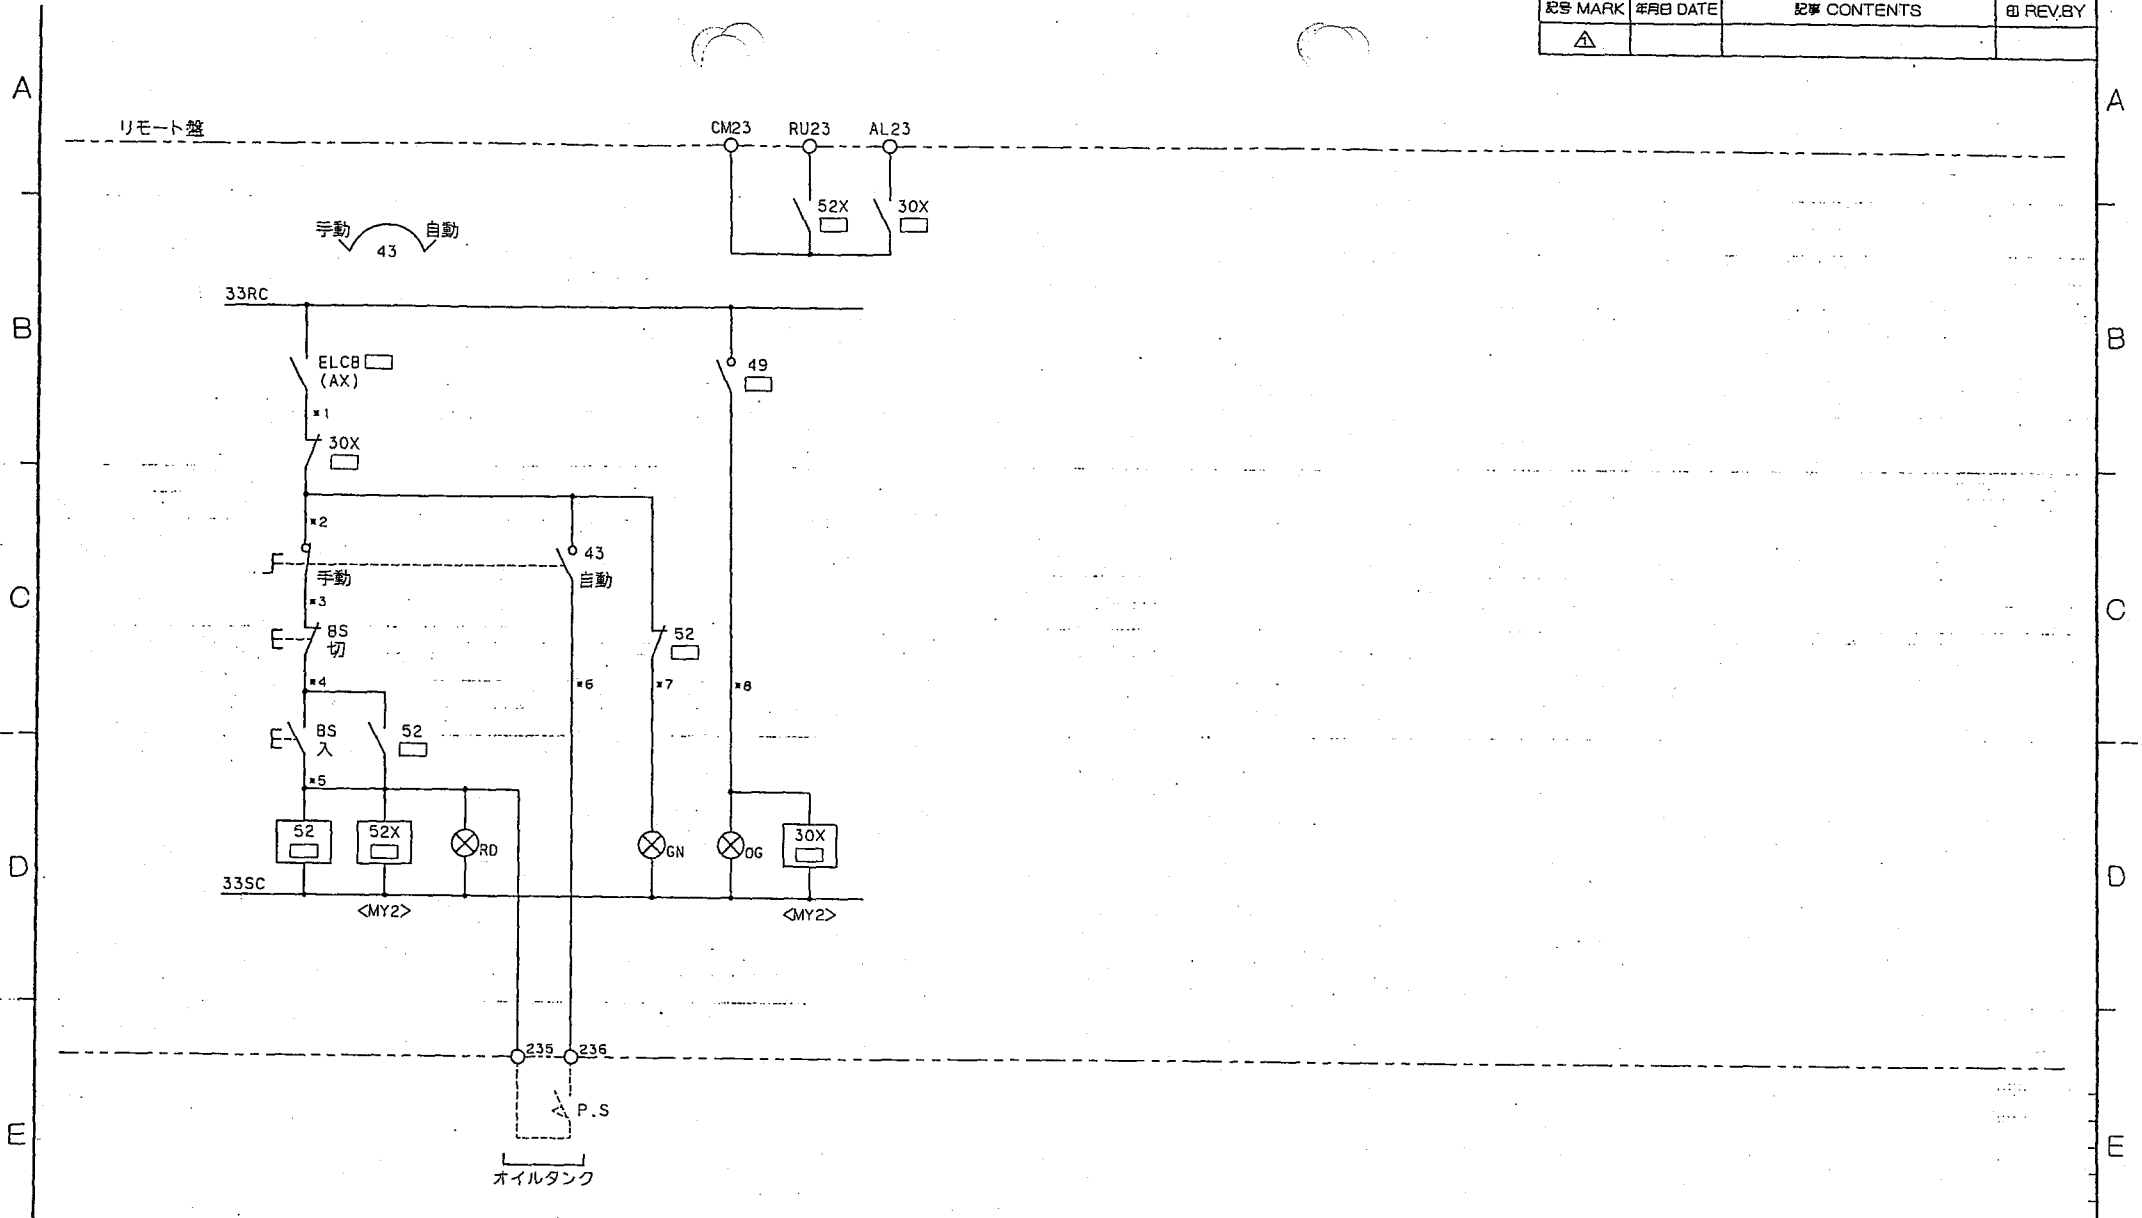 記号 MARK 年月日 DATE 記事 CONTENTS REV.BY
1
A A
リモート盤
CM23 RU23 AL23
52X 30X
手動 自動
43
33RC
B B
ELCB
(AX)
49
*1
30X
*2
43
手動 自動
C C
*3
BS
切
52
*4 *6 *7 *8
BS
入
52
*5
52 52X RD GN OG 30X
D D
33SC
<MY2> <MY2>
235 236
P.S
E E
オイルタンク